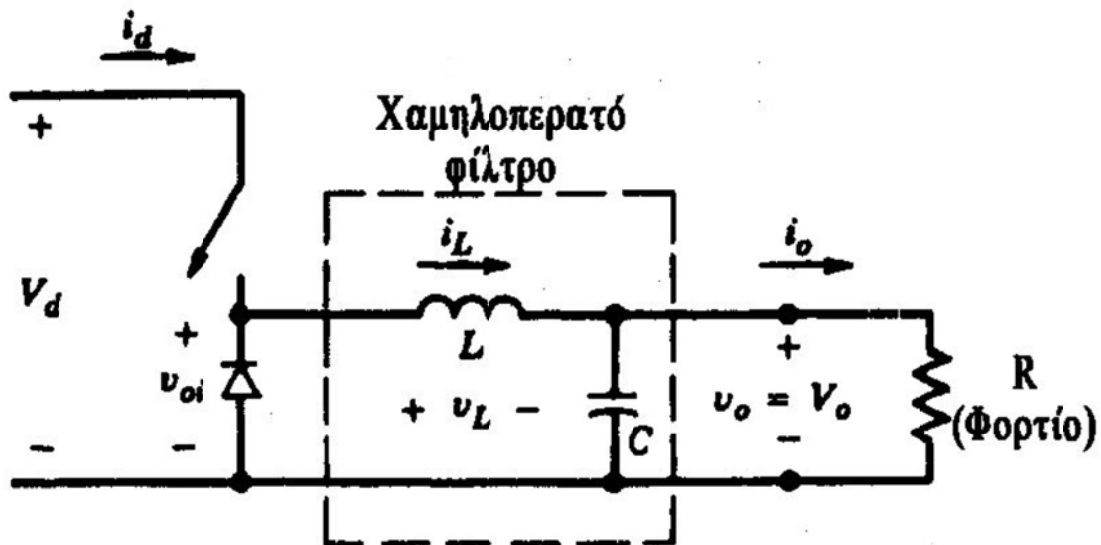 i_d
+
Χαμηλοπερατό
φίλτρο
i_L
i_o
V_d
+
L
+
R
υ_oi
+ υ_L −
υ_o = V_o
(Φορτίο)
C
−
−
−